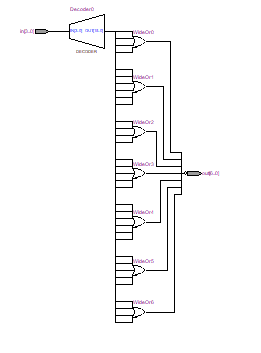 Decoder0
in[3..0]
IN[3..0] OUT[15..0]
DECODER
WideOr0
WideOr1
WideOr2
WideOr3
out[6..0]
WideOr4
WideOr5
WideOr6